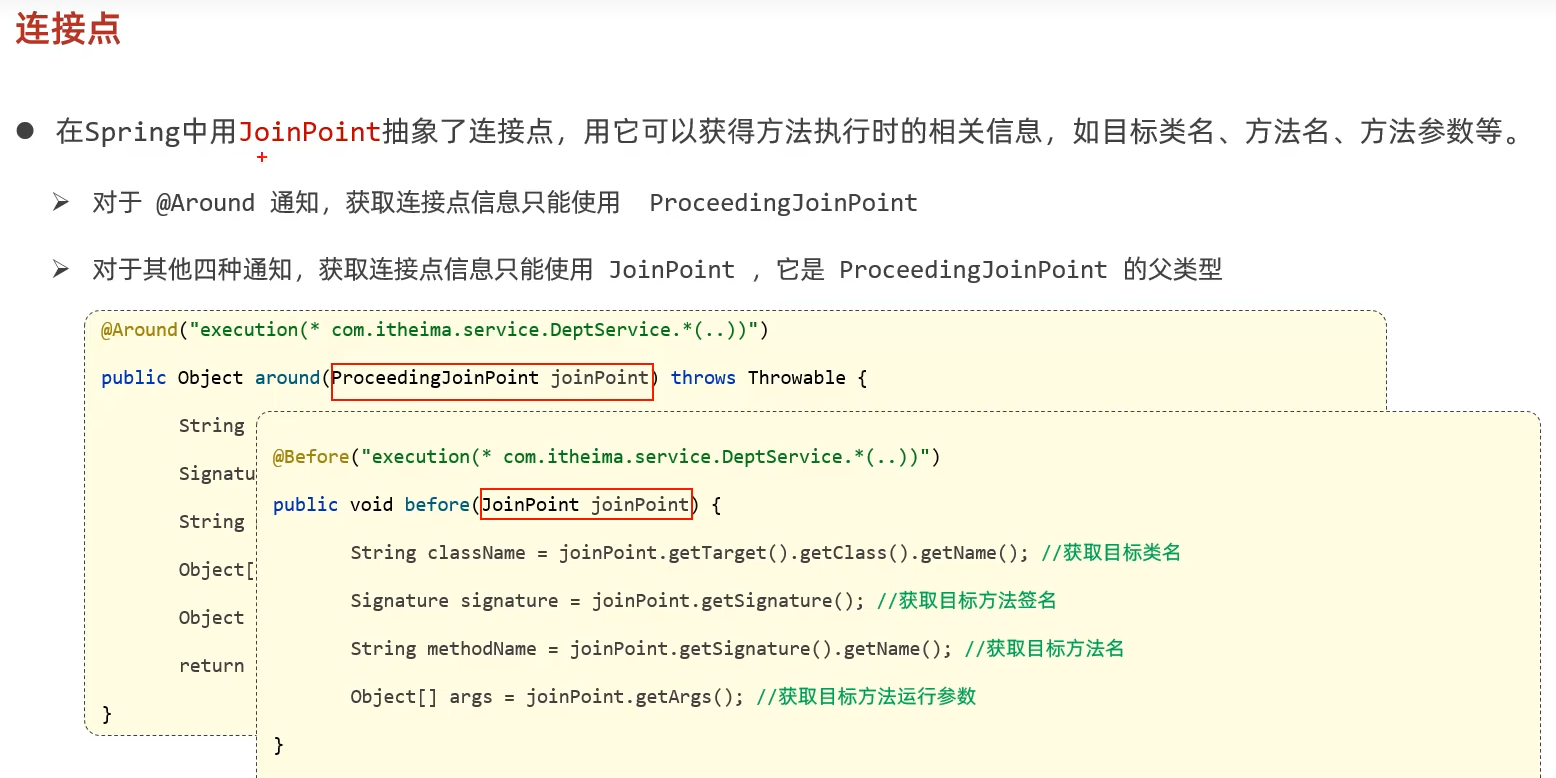 连接点
在Spring中用JoinPoint抽象了连接点，用它可以获得方法执行时的相关信息，如目标类名、方法名、方法参数等。
对于 @Around 通知，获取连接点信息只能使用 ProceedingJoinPoint
对于其他四种通知，获取连接点信息只能使用 JoinPoint ，它是 ProceedingJoinPoint 的父类型
@Around("execution(* com.itheima.service.DeptService.*(..))")
public Object around(ProceedingJoinPoint joinPoint) throws Throwable {
String
Signatu
String
Object[
Object
return
}
@Before("execution(* com.itheima.service.DeptService.*(..))")
public void before(JoinPoint joinPoint) {
String className = joinPoint.getTarget().getClass().getName(); //获取目标类名
Signature signature = joinPoint.getSignature(); //获取目标方法签名
String methodName = joinPoint.getSignature().getName(); //获取目标方法名
Object[] args = joinPoint.getArgs(); //获取目标方法运行参数
}